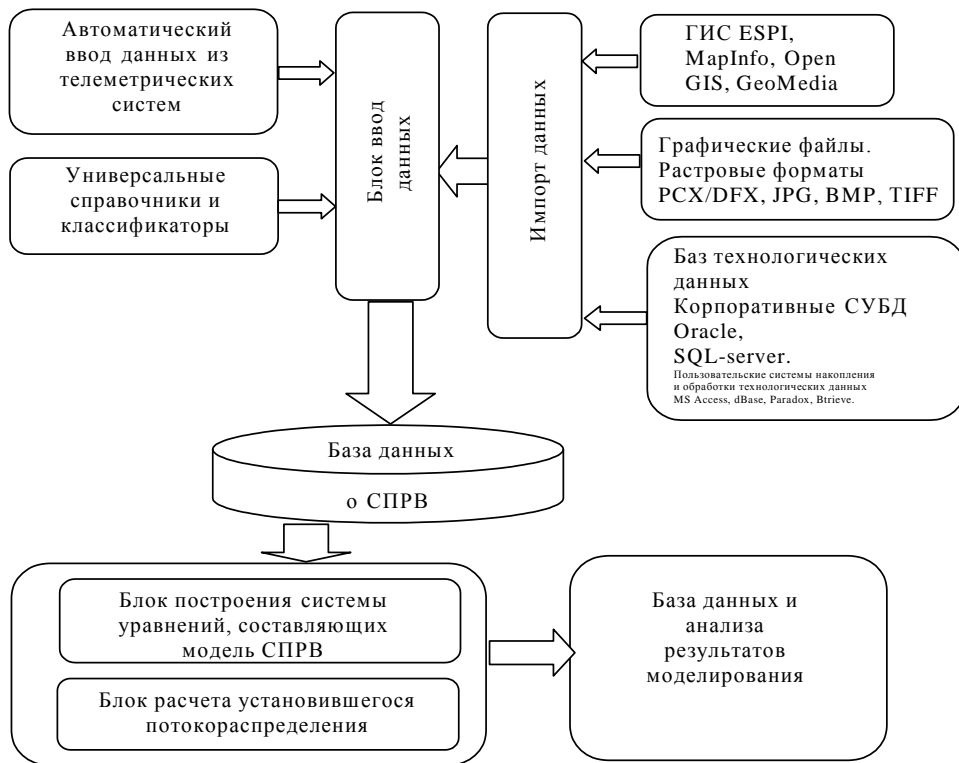 Автоматический
ввод данных из
телеметрических
систем
Универсальные
справочники и
классификаторы
Блок ввод
данных
Импорт данных
ГИС ESPI,
MapInfo, Open
GIS, GeoMedia
Графические файлы.
Растровые форматы
PCX/DFX, JPG, BMP, TIFF
Баз технологических
данных
Корпоративные СУБД
Oracle,
SQL-server.
Пользовательские системы накопления
и обработки технологических данных
MS Access, dBase, Paradox, Btrieve.
База данных
о СПРВ
Блок построения системы
уравнений, составляющих
модель СПРВ
Блок расчета установившегося
потокораспределения
База данных и
анализа
результатов
моделирования